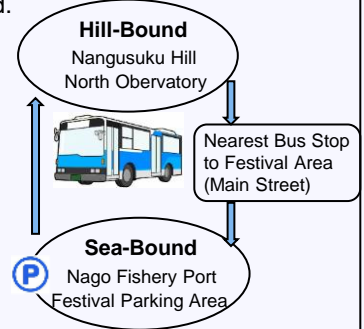 d.
Hill-Bound
Nangusuku Hill
North Obervatory
Nearest Bus Stop
to Festival Area
(Main Street)
Sea-Bound
P
Nago Fishery Port
Festival Parking Area